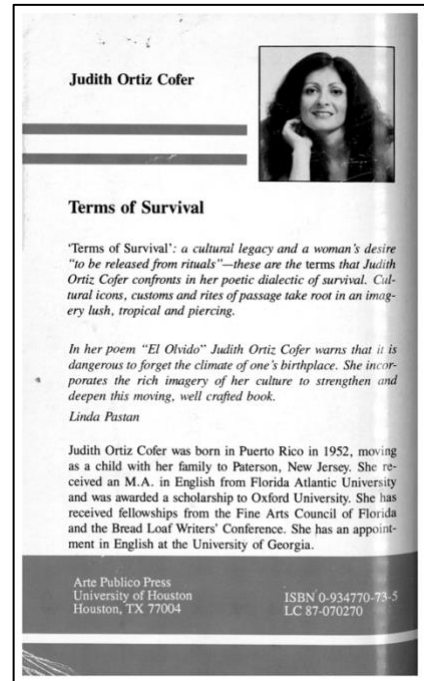 Judith Ortiz Cofer
Terms of Survival
'Terms of Survival': a cultural legacy and a woman's desire
"to be released from rituals"—these are the terms that Judith
Ortiz Cofer confronts in her poetic dialectic of survival. Cul-
tural icons, customs and rites of passage take root in an imag-
ery lush, tropical and piercing.
In her poem "El Olvido" Judith Ortiz Cofer warns that it is
dangerous to forget the climate of one's birthplace. She incor-
porates the rich imagery of her culture to strengthen and
deepen this moving, well crafted book.
Linda Pastan
Judith Ortiz Cofer was born in Puerto Rico in 1952, moving
as a child with her family to Paterson, New Jersey. She re-
ceived an M.A. in English from Florida Atlantic University
and was awarded a scholarship to Oxford University. She has
received fellowships from the Fine Arts Council of Florida
and the Bread Loaf Writers' Conference. She has an appoint-
ment in English at the University of Georgia.
Arte Publico Press
University of Houston
Houston, TX 77004
ISBN 0-934770-73-5
LC 87-070270